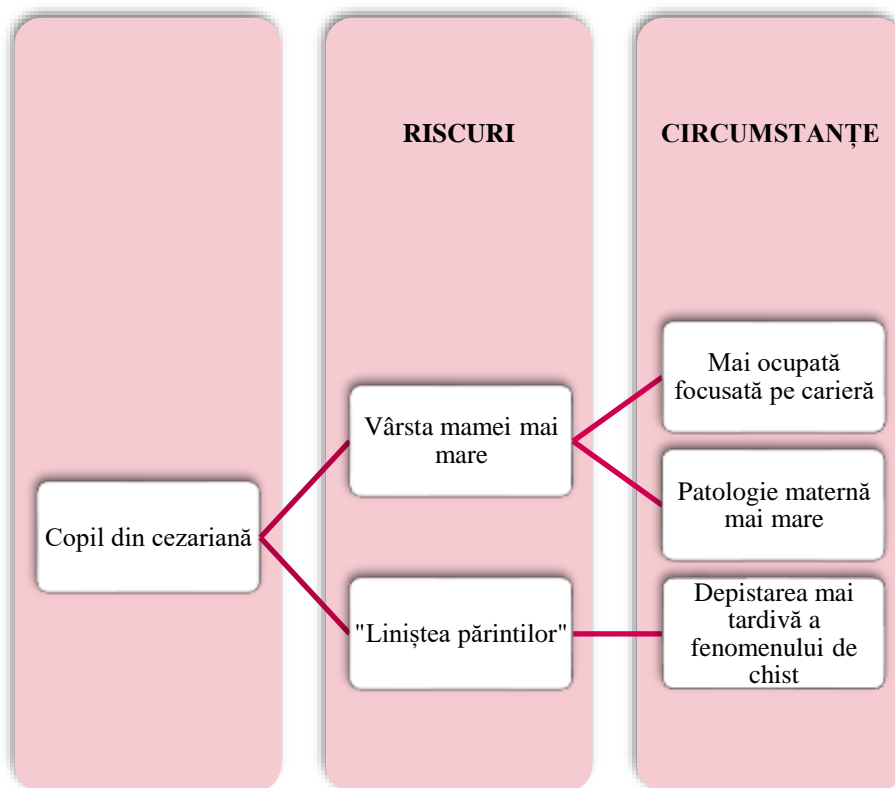 RISCURI
CIRCUMSTANȚE
Copil din cezariană
Vârsta mamei mai
mare
Mai ocupată
focusată pe carieră
Patologie maternă
mai mare
"Liniștea părintilor"
Depistarea mai
tardivă a
fenomenului de
chist